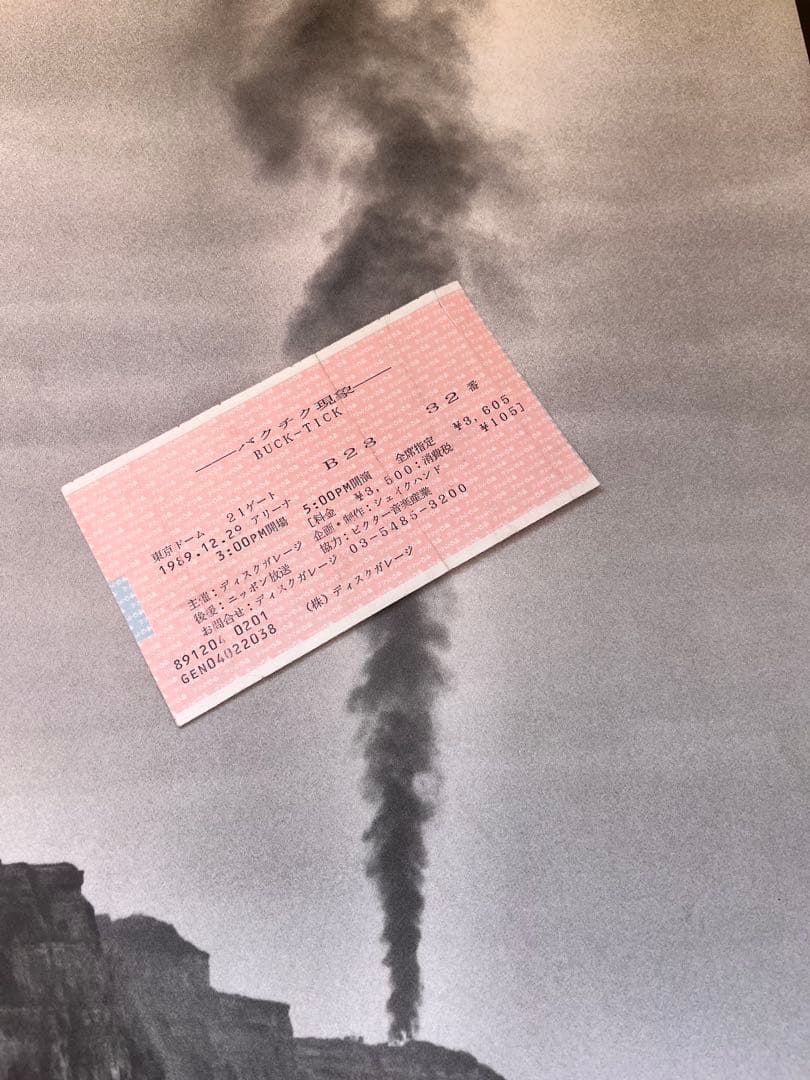 ──バクチク現象──
BUCK-TICK
東京ドーム 21ゲート B23 32番
1989.12.29 アリーナ 全席指定 ¥3,605
3:00PM開場 5:00PM開演 [料金 ¥3,500:消費税 ¥105]
主催:ディスクガレージ 企画・制作:シェイクハンド
後援:ニッポン放送 協力:ビクター音楽産業
お問合せ:ディスクガレージ 03-5485-3200
891204 0201 (株)ディスクガレージ
GEN04022038